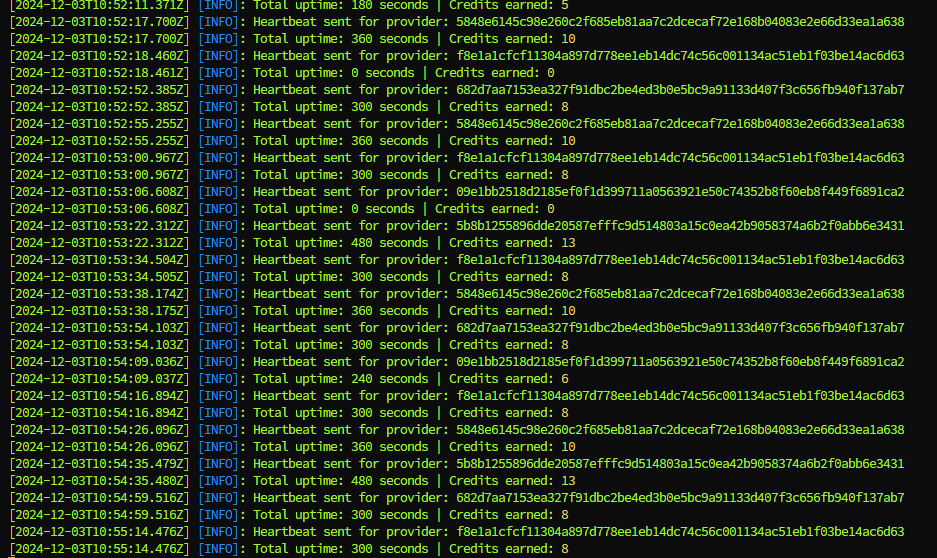 [2024-12-03T10:52:11.371Z] [INFO]: Total uptime: 180 seconds | Credits earned: 5
[2024-12-03T10:52:17.700Z] [INFO]: Heartbeat sent for provider: 5848e6145c98e260c2f685eb81aa7c2dcecaf72e168b04083e2e66d33ea1a638
[2024-12-03T10:52:17.700Z] [INFO]: Total uptime: 360 seconds | Credits earned: 10
[2024-12-03T10:52:18.460Z] [INFO]: Heartbeat sent for provider: f8e1a1cfcf11304a897d778ee1eb14dc74c56c001134ac51eb1f03be14ac6d63
[2024-12-03T10:52:18.461Z] [INFO]: Total uptime: 0 seconds | Credits earned: 0
[2024-12-03T10:52:52.385Z] [INFO]: Heartbeat sent for provider: 682d7aa7153ea327f91dbc2be4ed3b0e5bc9a91133d407f3c656fb940f137ab7
[2024-12-03T10:52:52.385Z] [INFO]: Total uptime: 300 seconds | Credits earned: 8
[2024-12-03T10:52:55.255Z] [INFO]: Heartbeat sent for provider: 5848e6145c98e260c2f685eb81aa7c2dcecaf72e168b04083e2e66d33ea1a638
[2024-12-03T10:52:55.255Z] [INFO]: Total uptime: 360 seconds | Credits earned: 10
[2024-12-03T10:53:00.967Z] [INFO]: Heartbeat sent for provider: f8e1a1cfcf11304a897d778ee1eb14dc74c56c001134ac51eb1f03be14ac6d63
[2024-12-03T10:53:00.967Z] [INFO]: Total uptime: 300 seconds | Credits earned: 8
[2024-12-03T10:53:06.608Z] [INFO]: Heartbeat sent for provider: 09e1bb2518d2185ef0f1d399711a0563921e50c74352b8f60eb8f449f6891ca2
[2024-12-03T10:53:06.608Z] [INFO]: Total uptime: 0 seconds | Credits earned: 0
[2024-12-03T10:53:22.312Z] [INFO]: Heartbeat sent for provider: 5b8b1255896dde20587efffc9d514803a15c0ea42b9058374a6b2f0abb6e3431
[2024-12-03T10:53:22.312Z] [INFO]: Total uptime: 480 seconds | Credits earned: 13
[2024-12-03T10:53:34.504Z] [INFO]: Heartbeat sent for provider: f8e1a1cfcf11304a897d778ee1eb14dc74c56c001134ac51eb1f03be14ac6d63
[2024-12-03T10:53:34.505Z] [INFO]: Total uptime: 300 seconds | Credits earned: 8
[2024-12-03T10:53:38.174Z] [INFO]: Heartbeat sent for provider: 5848e6145c98e260c2f685eb81aa7c2dcecaf72e168b04083e2e66d33ea1a638
[2024-12-03T10:53:38.175Z] [INFO]: Total uptime: 360 seconds | Credits earned: 10
[2024-12-03T10:53:54.103Z] [INFO]: Heartbeat sent for provider: 682d7aa7153ea327f91dbc2be4ed3b0e5bc9a91133d407f3c656fb940f137ab7
[2024-12-03T10:53:54.103Z] [INFO]: Total uptime: 300 seconds | Credits earned: 8
[2024-12-03T10:54:09.036Z] [INFO]: Heartbeat sent for provider: 09e1bb2518d2185ef0f1d399711a0563921e50c74352b8f60eb8f449f6891ca2
[2024-12-03T10:54:09.037Z] [INFO]: Total uptime: 240 seconds | Credits earned: 6
[2024-12-03T10:54:16.894Z] [INFO]: Heartbeat sent for provider: f8e1a1cfcf11304a897d778ee1eb14dc74c56c001134ac51eb1f03be14ac6d63
[2024-12-03T10:54:16.894Z] [INFO]: Total uptime: 300 seconds | Credits earned: 8
[2024-12-03T10:54:26.096Z] [INFO]: Heartbeat sent for provider: 5848e6145c98e260c2f685eb81aa7c2dcecaf72e168b04083e2e66d33ea1a638
[2024-12-03T10:54:26.096Z] [INFO]: Total uptime: 360 seconds | Credits earned: 10
[2024-12-03T10:54:35.479Z] [INFO]: Heartbeat sent for provider: 5b8b1255896dde20587efffc9d514803a15c0ea42b9058374a6b2f0abb6e3431
[2024-12-03T10:54:35.480Z] [INFO]: Total uptime: 480 seconds | Credits earned: 13
[2024-12-03T10:54:59.516Z] [INFO]: Heartbeat sent for provider: 682d7aa7153ea327f91dbc2be4ed3b0e5bc9a91133d407f3c656fb940f137ab7
[2024-12-03T10:54:59.516Z] [INFO]: Total uptime: 300 seconds | Credits earned: 8
[2024-12-03T10:55:14.476Z] [INFO]: Heartbeat sent for provider: f8e1a1cfcf11304a897d778ee1eb14dc74c56c001134ac51eb1f03be14ac6d63
[2024-12-03T10:55:14.476Z] [INFO]: Total uptime: 300 seconds | Credits earned: 8